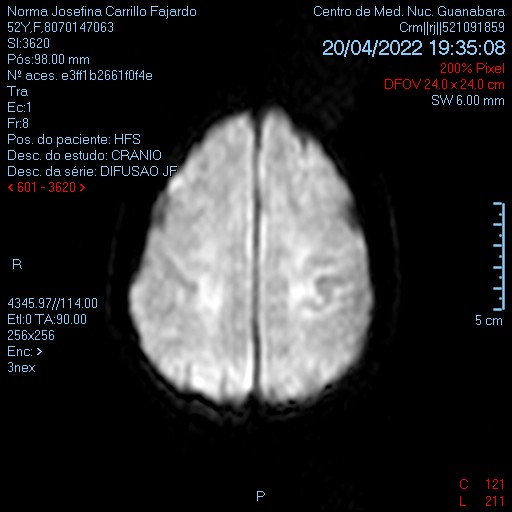 Norma Josefina Carrillo Fajardo
52Y,F,8070147063
SI:3620
Pós:98.00 mm
Nº aces. e3ff1b2661f0f4e
Tra
Ec:1
Fr:8
Pos. do paciente: HFS
Desc. do estudo: CRANIO
Desc. da série: DIFUSAO JF
< 601 - 3620 >
Centro de Med. Nuc. Guanabara
Crm||rj||521091859
20/04/2022 19:35:08
200% Pixel
DFOV 24.0 x 24.0 cm
SW 6.00 mm
R
4345.97//114.00
Etl:0 TA:90.00
256x256
Enc: >
3nex
5 cm
P
C 121
L 211